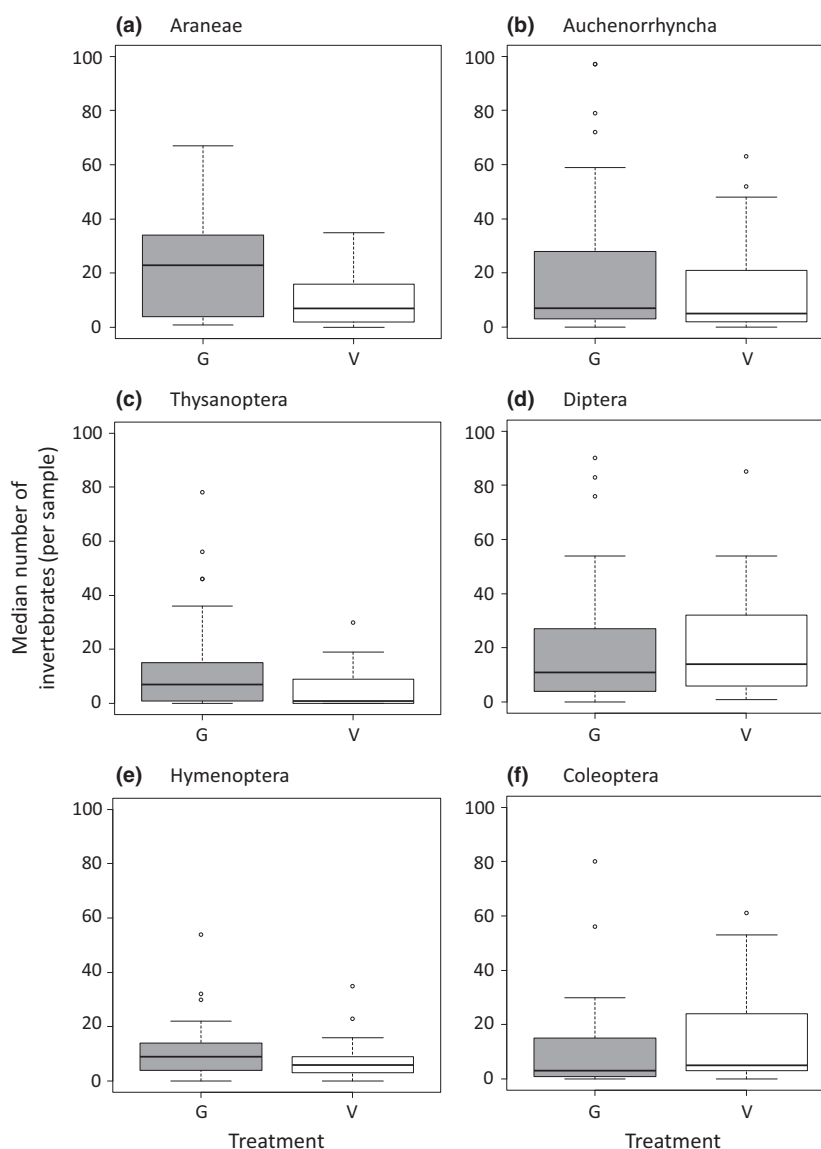 (a) Araneae
(b) Auchenorrhyncha
100
80
60
40
20
0
G V
100
80
60
40
20
0
G V
(c) Thysanoptera
(d) Diptera
100
80
60
40
20
0
G V
100
80
60
40
20
0
G V
Median number of
invertebrates (per sample)
(e) Hymenoptera
(f) Coleoptera
100
80
60
40
20
0
G V
Treatment
100
80
60
40
20
0
G V
Treatment